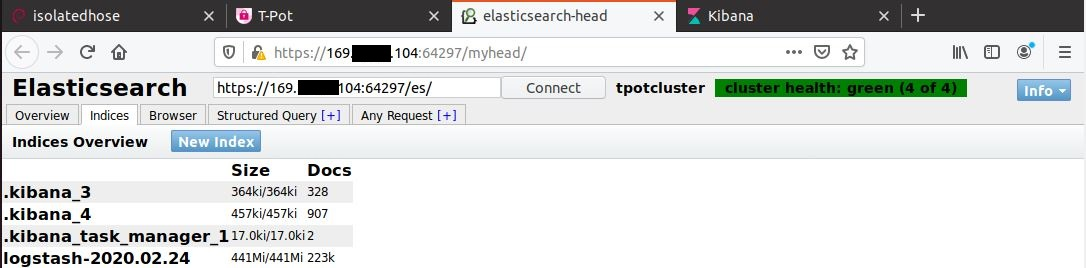 isolatedhose T-Pot elasticsearch-head Kibana
https://169. .104:64297/myhead/
Elasticsearch https://169. 104:64297/es/ Connect tpotcluster cluster health: green (4 of 4) Info
Overview Indices Browser Structured Query [+] Any Request [+]
Indices Overview New Index
Size Docs
.kibana_3 364ki/364ki 328
.kibana_4 457ki/457ki 907
.kibana_task_manager_1 17.0ki/17.0ki 2
logstash-2020.02.24 441Mi/441Mi 223k